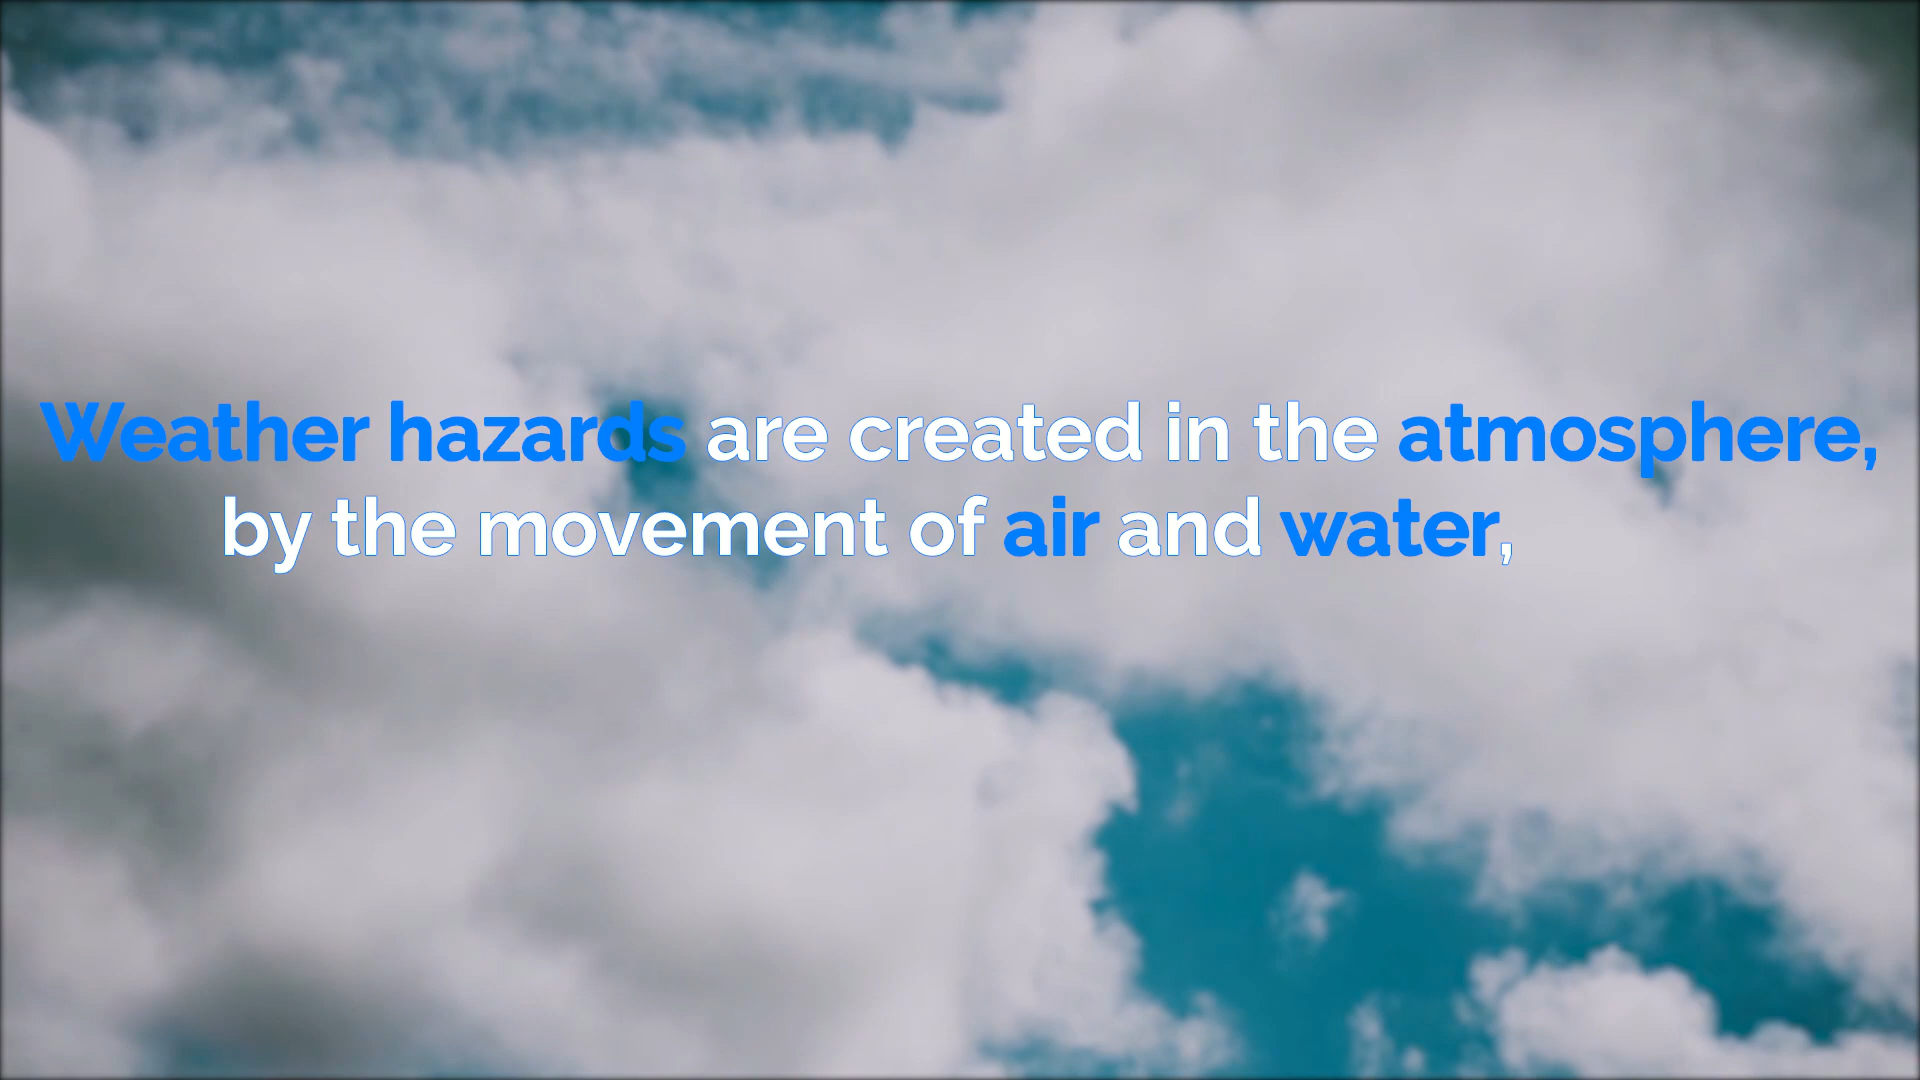 Weather hazards are created in the atmosphere,
by the movement of air and water,